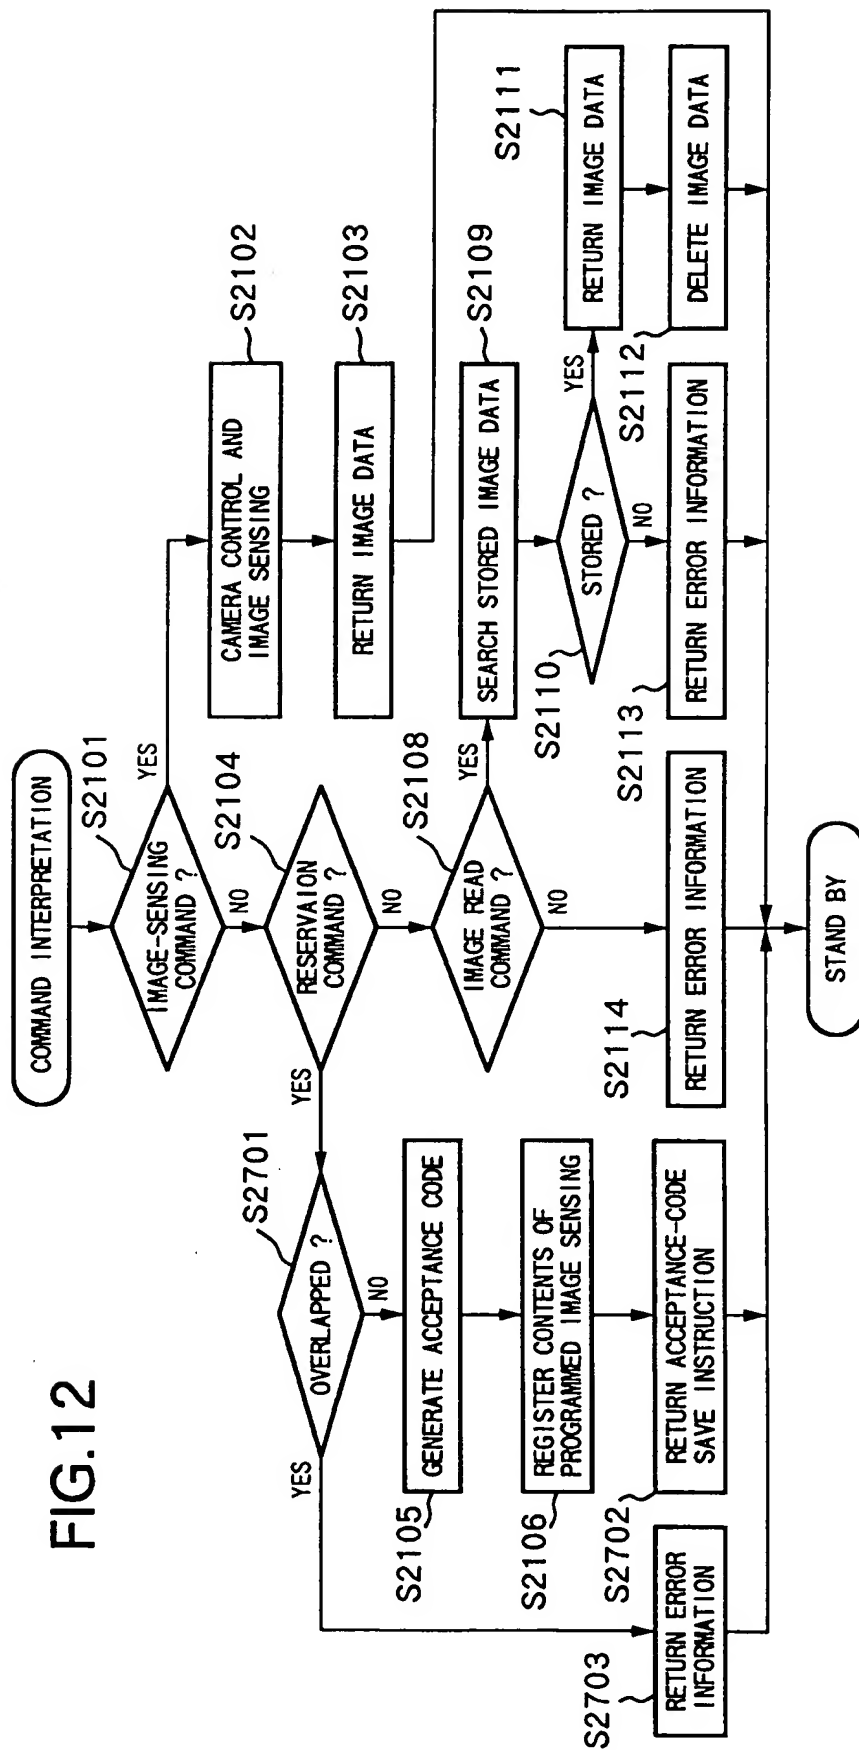 FIG.12
COMMAND INTERPRETATION
S2101
IMAGE-SENSING
COMMAND ?
YES
NO
S2102
CAMERA CONTROL AND
IMAGE SENSING
S2103
RETURN IMAGE DATA
S2104
RESERVAION
COMMAND ?
YES
NO
S2701
OVERLAPPED ?
YES
NO
S2105
GENERATE ACCEPTANCE CODE
S2106
REGISTER CONTENTS OF
PROGRAMMED IMAGE SENSING
S2702
RETURN ACCEPTANCE-CODE
SAVE INSTRUCTION
S2703
RETURN ERROR
INFORMATION
S2108
IMAGE READ
COMMAND ?
YES
NO
S2109
SEARCH STORED IMAGE DATA
S2110
STORED ?
YES
NO
S2111
RETURN IMAGE DATA
S2112
DELETE IMAGE DATA
S2113
RETURN ERROR INFORMATION
S2114
RETURN ERROR INFORMATION
STAND BY